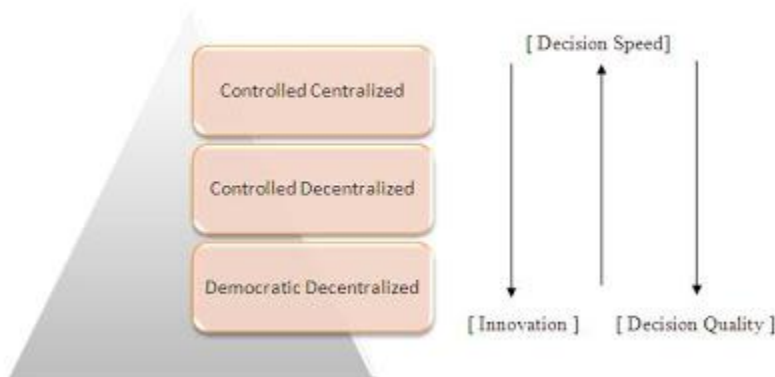 Controlled Centralized
Controlled Decentralized
Democratic Decentralized
[ Decision Speed]
[ Innovation ]
[ Decision Quality ]